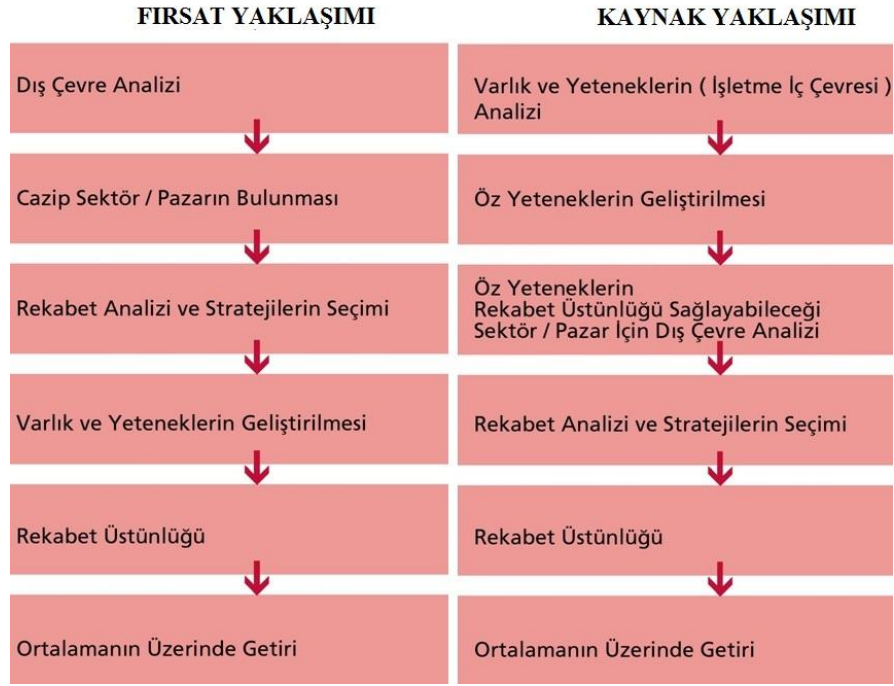 FIRSAT YAKLAŞIMI
Dış Çevre Analizi
Cazip Sektör / Pazarın Bulunması
Rekabet Analizi ve Stratejilerin Seçimi
Varlık ve Yeteneklerin Geliştirilmesi
Rekabet Üstünlüğü
Ortalamanın Üzerinde Getiri
KAYNAK YAKLAŞIMI
Varlık ve Yeteneklerin ( İşletme İç Çevresi )
Analizi
Öz Yeteneklerin Geliştirilmesi
Öz Yeteneklerin
Rekabet Üstünlüğü Sağlayabileceği
Sektör / Pazar İçin Dış Çevre Analizi
Rekabet Analizi ve Stratejilerin Seçimi
Rekabet Üstünlüğü
Ortalamanın Üzerinde Getiri